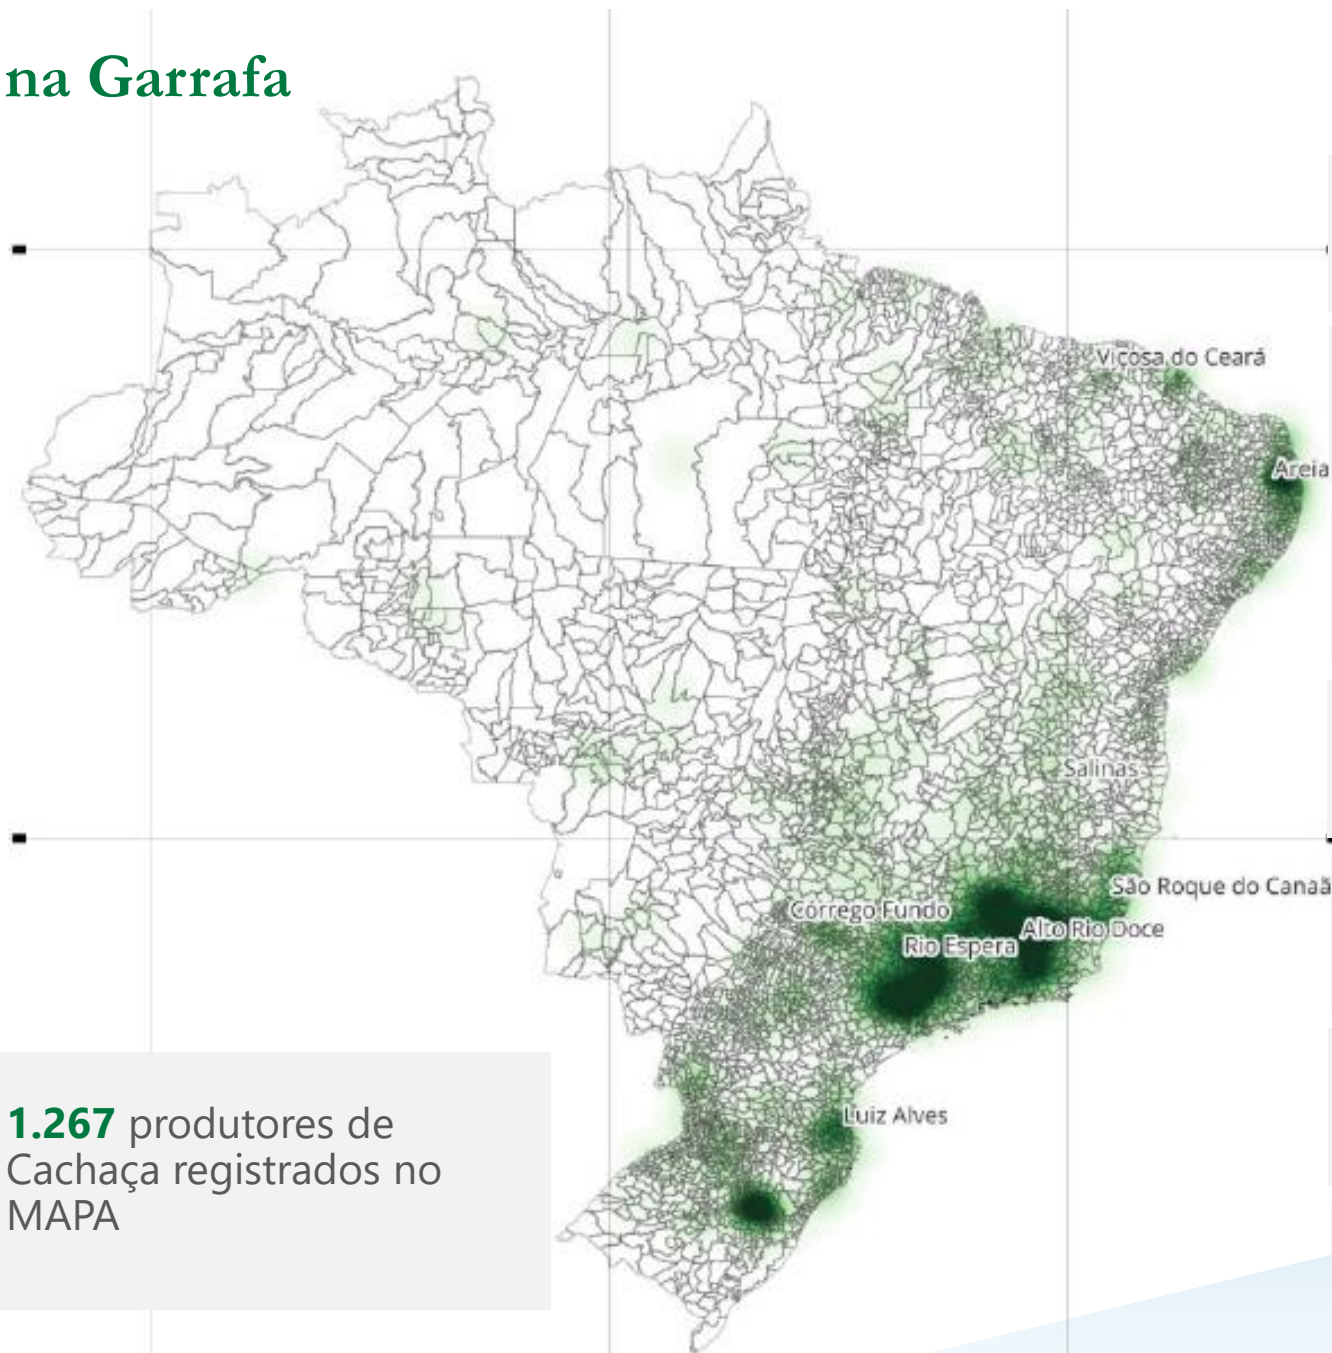 na Garrafa
Viçosa do Ceará
Areia
Salinas
São Roque do Canaã
Córrego Fundo
Alto Rio Doce
Rio Espera
Luiz Alves
1.267 produtores de
Cachaça registrados no
MAPA